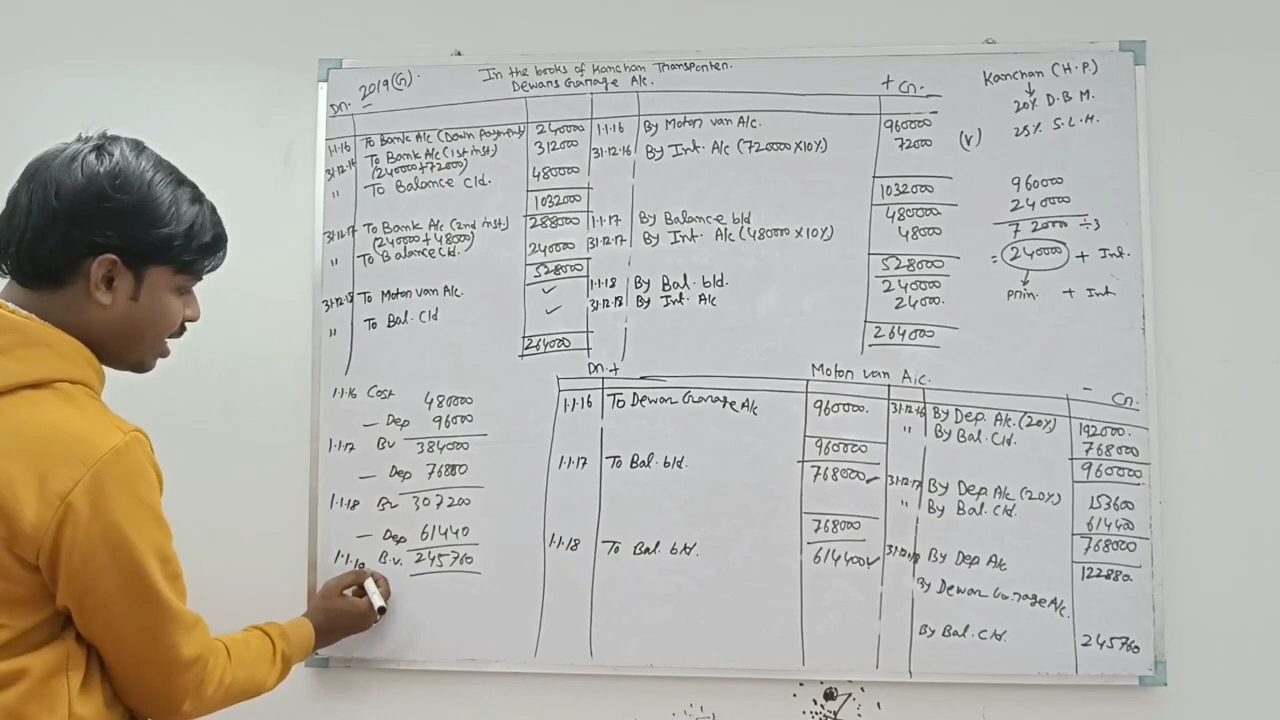 2019(G).
In the books of Kanchan Transporter.
Dewans Garage A/c.
Dr.
+ Cr.
1.1.16 To Bank A/c (Down Payment) 240000 1.1.16 By Motor van A/c. 960000
31.12.16 To Bank A/c (1st inst) 312000 31.12.16 By Int. A/c (720000 X 10%) 72000
(240000+72000)
" To Balance c/d. 480000
1032000 1032000
31.12.17 To Bank A/c (2nd inst) 288000 1.1.17 By Balance b/d 480000
(240000+48000) 31.12.17 By Int. A/c (480000 X 10%) 48000
" To Balance c/d. 240000
528000 528000
31.12.18 To Motor van A/c. ✓ 1.1.18 By Bal. b/d. 240000
31.12.18 By Int. A/c 24000.
" To Bal. c/d ✓
264000 264000
Kanchan (H.P.)
↓
20% D.B.M.
(V) 25% S.L.M.
960000
240000
72000 ÷3
= 240000 + Int.
↓
Prin. + Int
1.1.16 Cost 480000
— Dep 96000
1.1.17 BV 384000
— Dep 76800
1.1.18 BV 307200
— Dep 61440
1.1.19 B.V. 245760
Dr. +
Motor van A/c.
- Cr.
1.1.16 To Dewan Garage A/c 960000. 31.12.16 By Dep. A/c. (20%) 192000.
" By Bal. c/d. 768000
960000 960000
1.1.17 To Bal. b/d. 768000 ✓ 31.12.17 By Dep A/c (20%) 153600
" By Bal. c/d. 614400
768000 768000
1.1.18 To Bal. b/d. 614400 ✓ 31.12.18 By Dep A/c 122880
By Dewan Garage A/c.
By Bal. c/d. 245760